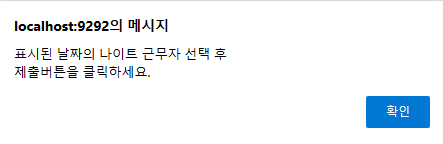 localhost:9292의 메시지
표시된 날짜의 나이트 근무자 선택 후
제출버튼을 클릭하세요.
확인